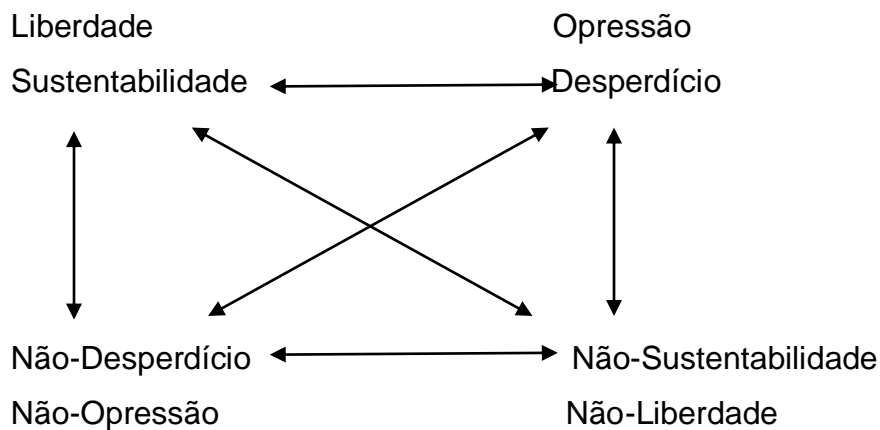 Liberdade Opressão
Sustentabilidade Desperdício
Não-Desperdício Não-Sustentabilidade
Não-Opressão Não-Liberdade